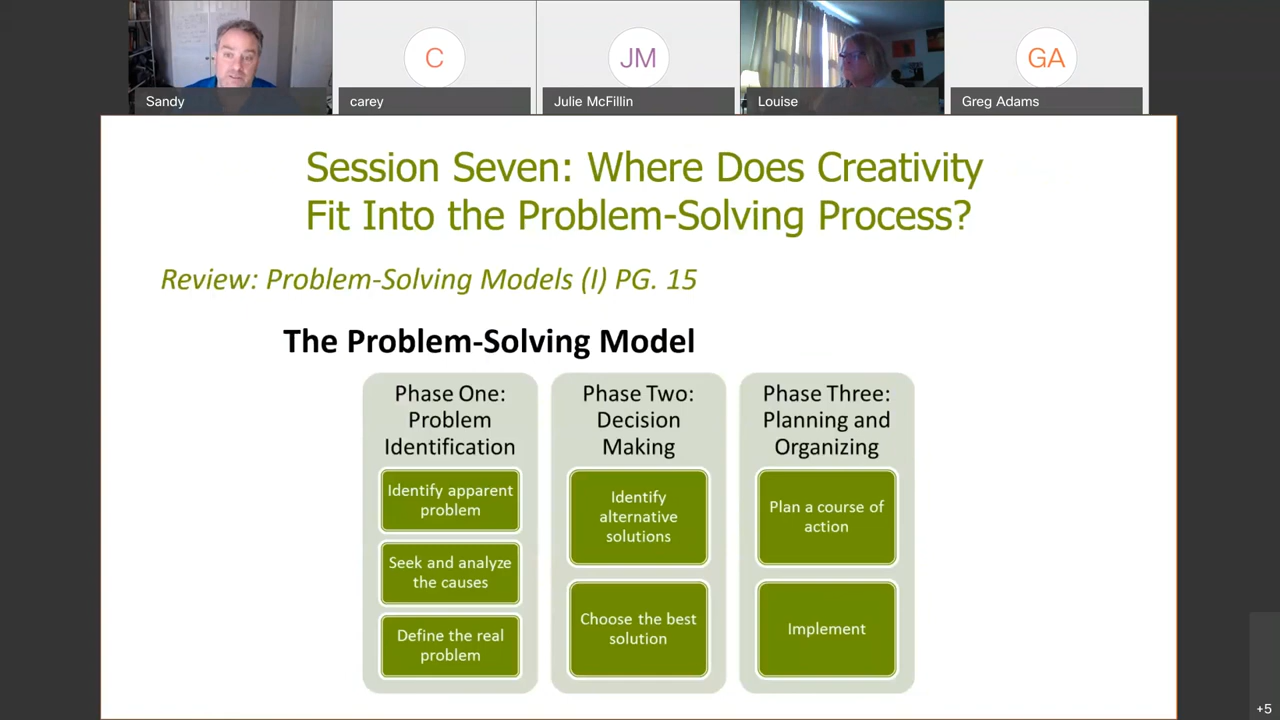 C
JM
GA
Sandy
carey
Julie McFillin
Louise
Greg Adams
Session Seven: Where Does Creativity
Fit Into the Problem-Solving Process?
Review: Problem-Solving Models (I) PG. 15
The Problem-Solving Model
Phase One:
Problem
Identification
Identify apparent
problem
Seek and analyze
the causes
Define the real
problem
Phase Two:
Decision
Making
Identify
alternative
solutions
Choose the best
solution
Phase Three:
Planning and
Organizing
Plan a course of
action
Implement
+5